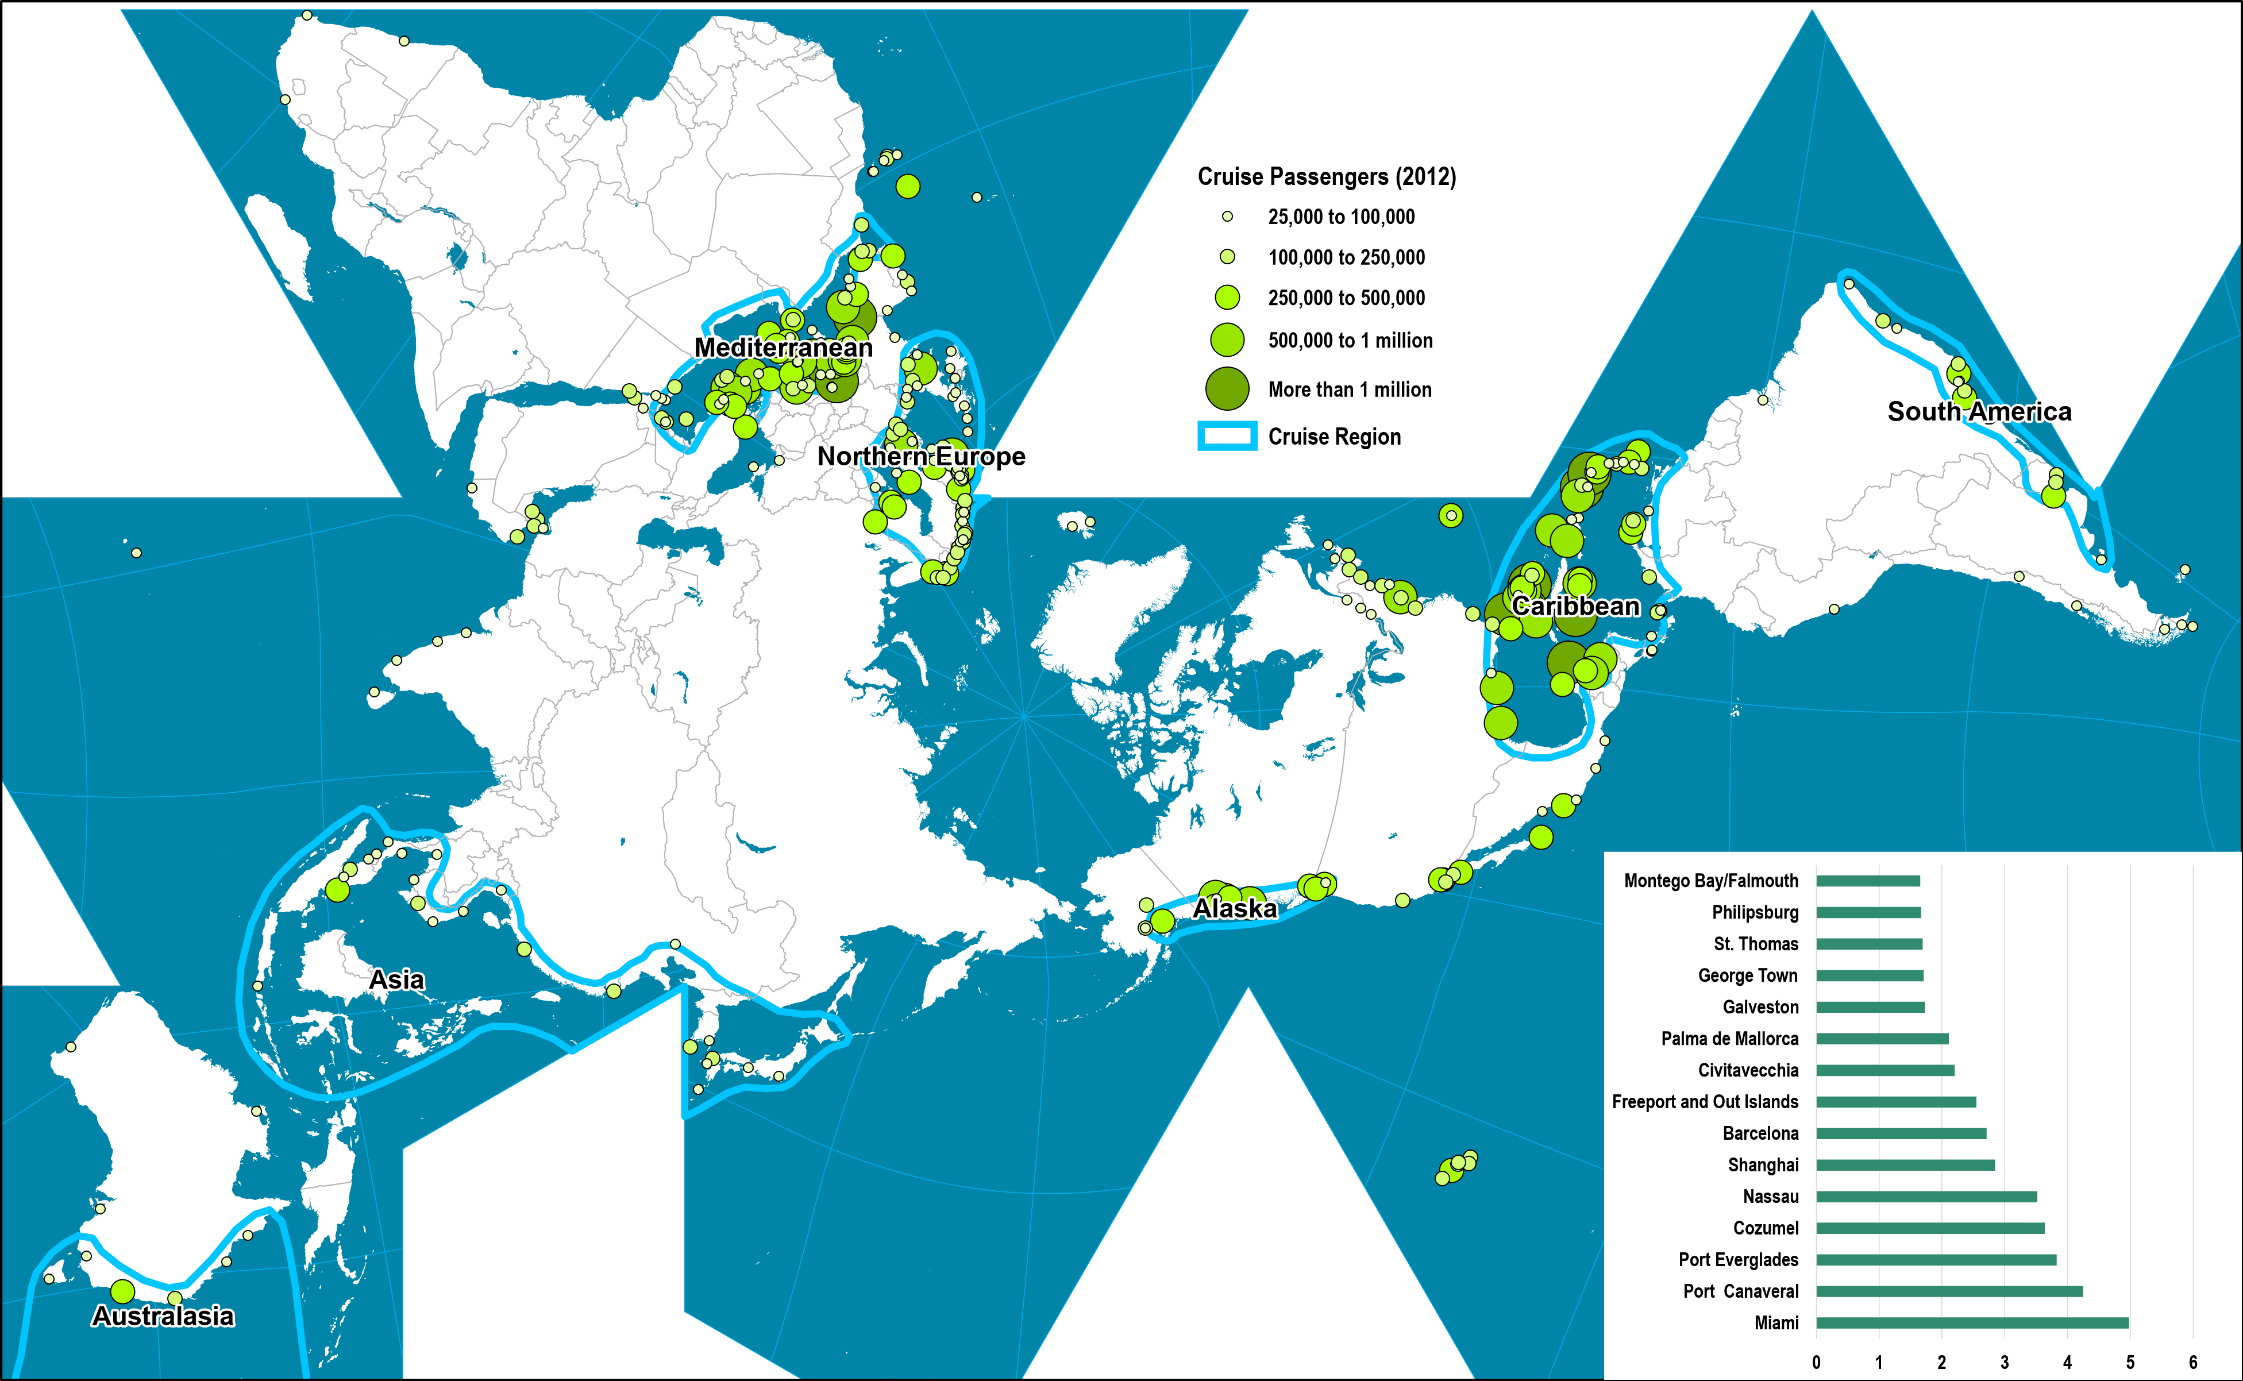 Cruise Passengers (2012)
25,000 to 100,000
100,000 to 250,000
250,000 to 500,000
500,000 to 1 million
More than 1 million
Cruise Region
Mediterranean
South America
Northern Europe
Caribbean
Alaska
Asia
Australasia
Montego Bay/Falmouth
Philipsburg
St. Thomas
George Town
Galveston
Palma de Mallorca
Civitavecchia
Freeport and Out Islands
Barcelona
Shanghai
Nassau
Cozumel
Port Everglades
Port  Canaveral
Miami
0 1 2 3 4 5 6